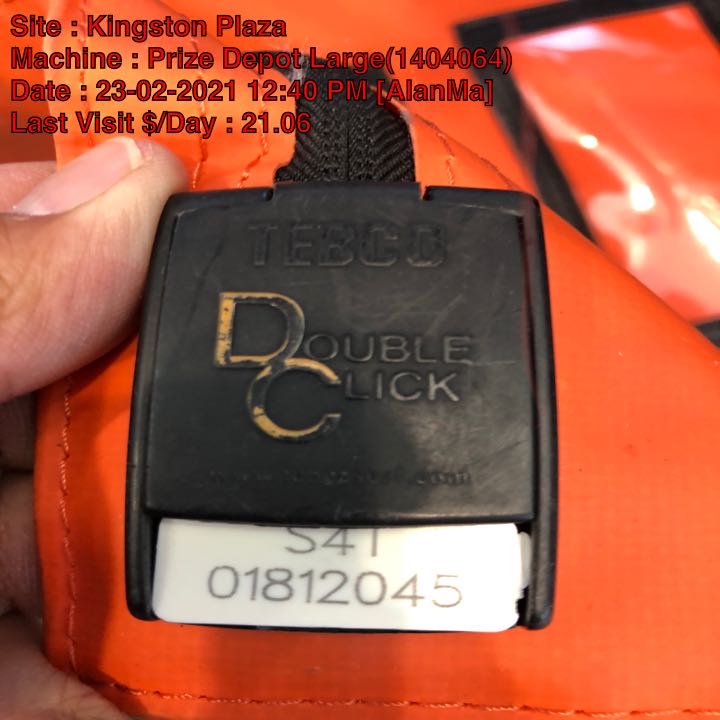 Site : Kingston Plaza
Machine : Prize Depot Large(1404064)
Date : 23-02-2021 12:40 PM [AlanMa]
Last Visit $/Day : 21.06
TEBCO
DOUBLE
CLICK
S4T
01812045